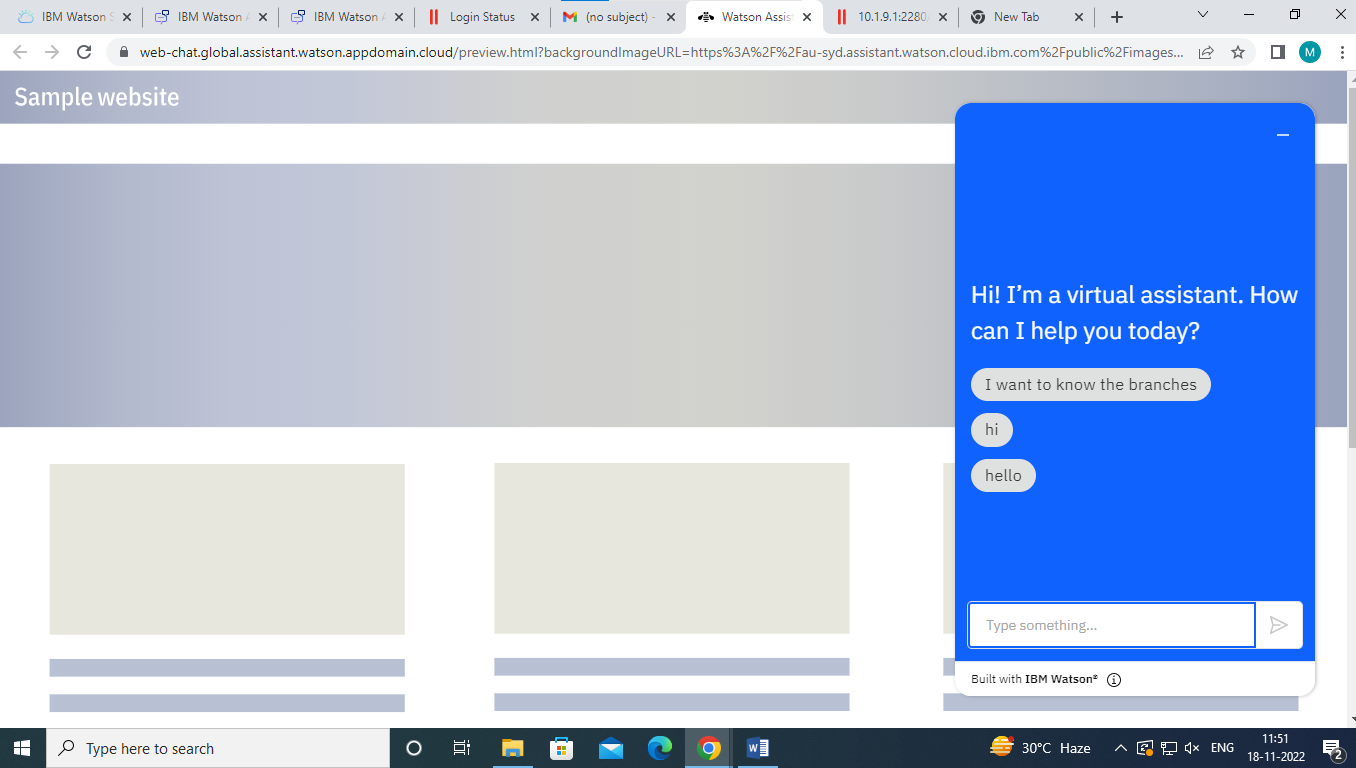 IBM Watson S
IBM Watson A
IBM Watson A
Login Status
(no subject) -
Watson Assist
10.1.9.1:2280/
New Tab
web-chat.global.assistant.watson.appdomain.cloud/preview.html?backgroundImageURL=https%3A%2F%2Fau-syd.assistant.watson.cloud.ibm.com%2Fpublic%2Fimages...
M
Sample website
Hi! I’m a virtual assistant. How
can I help you today?
I want to know the branches
hi
hello
Type something...
Built with IBM Watson®
Type here to search
30°C Haze
ENG
11:51
18-11-2022
2